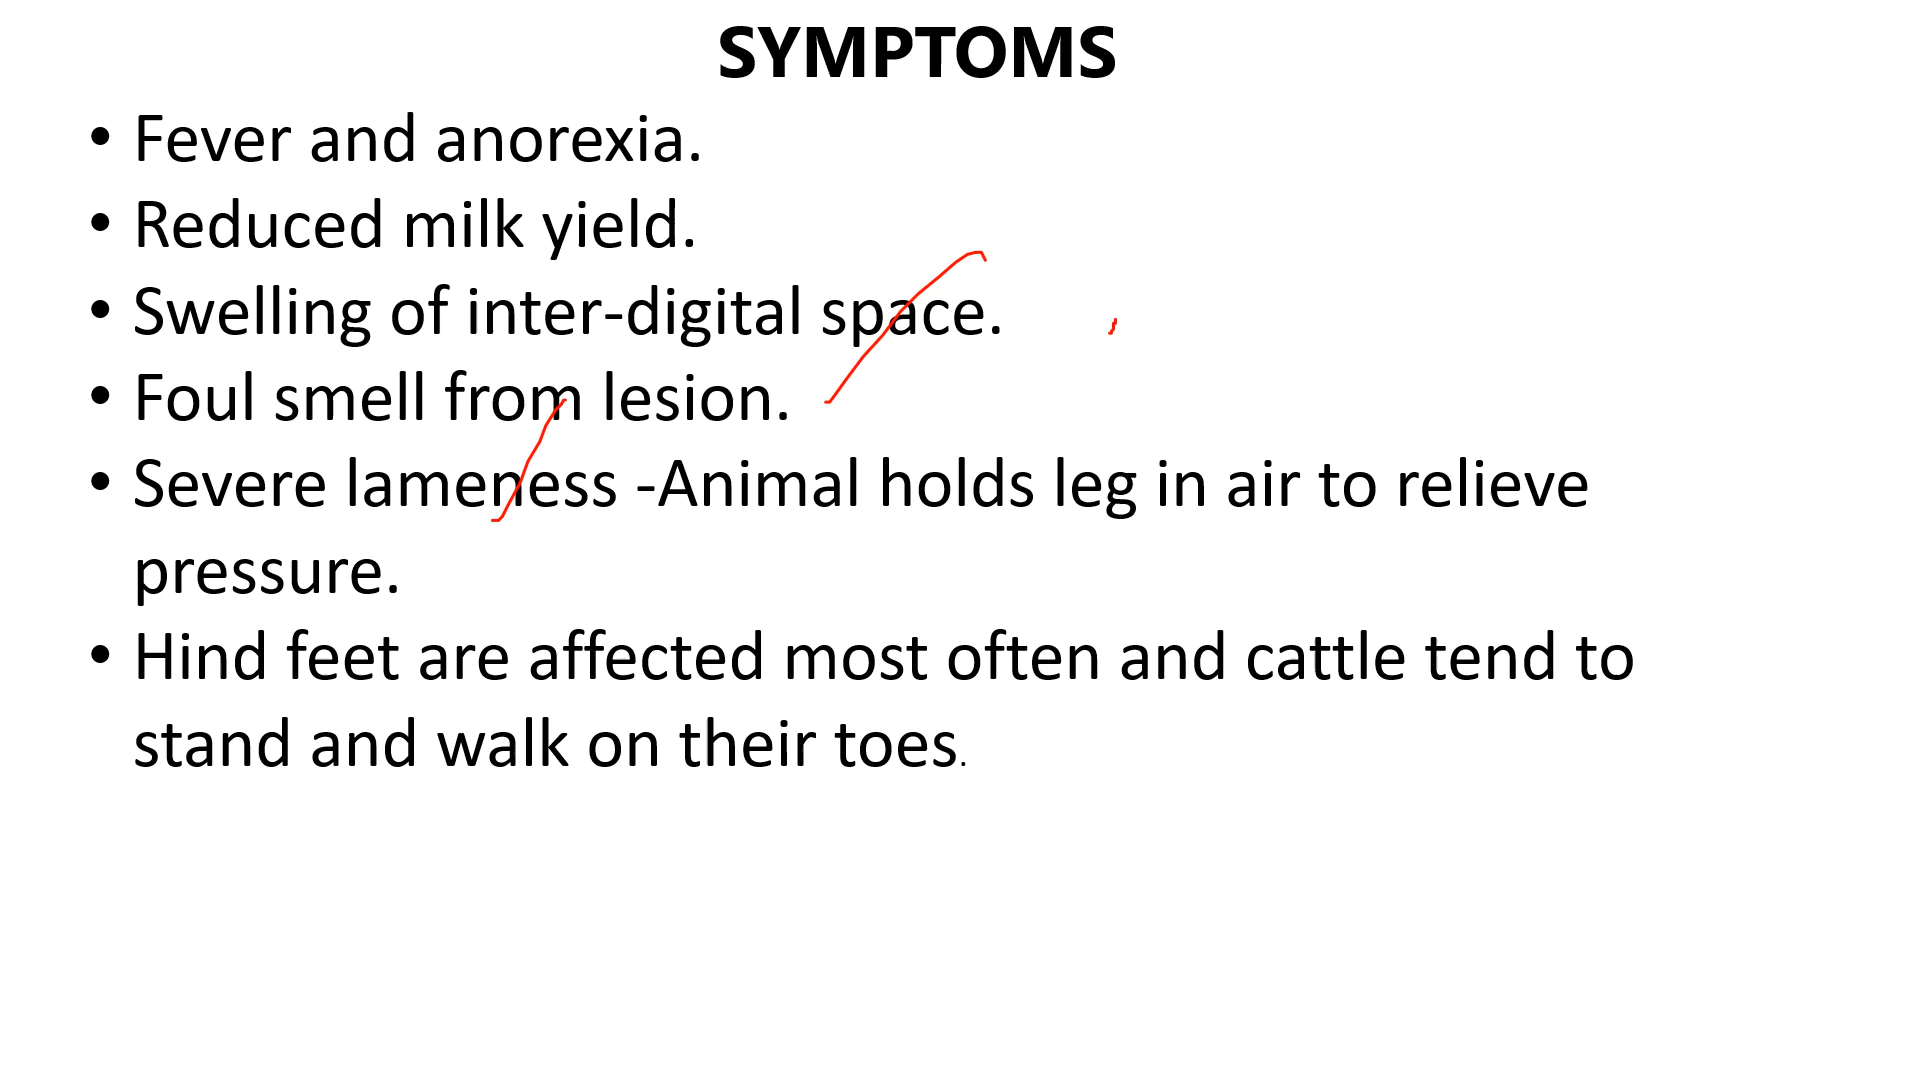 SYMPTOMS
• Fever and anorexia.
• Reduced milk yield.
• Swelling of inter-digital space.
• Foul smell from lesion.
• Severe lameness -Animal holds leg in air to relieve
pressure.
• Hind feet are affected most often and cattle tend to
stand and walk on their toes.